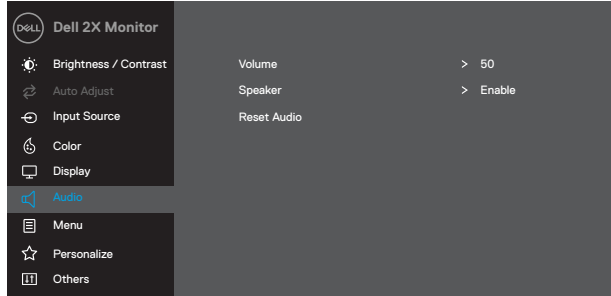 DELL Dell 2X Monitor
Brightness / Contrast Volume > 50
Auto Adjust Speaker > Enable
Input Source Reset Audio
Color
Display
Audio
Menu
Personalize
Others